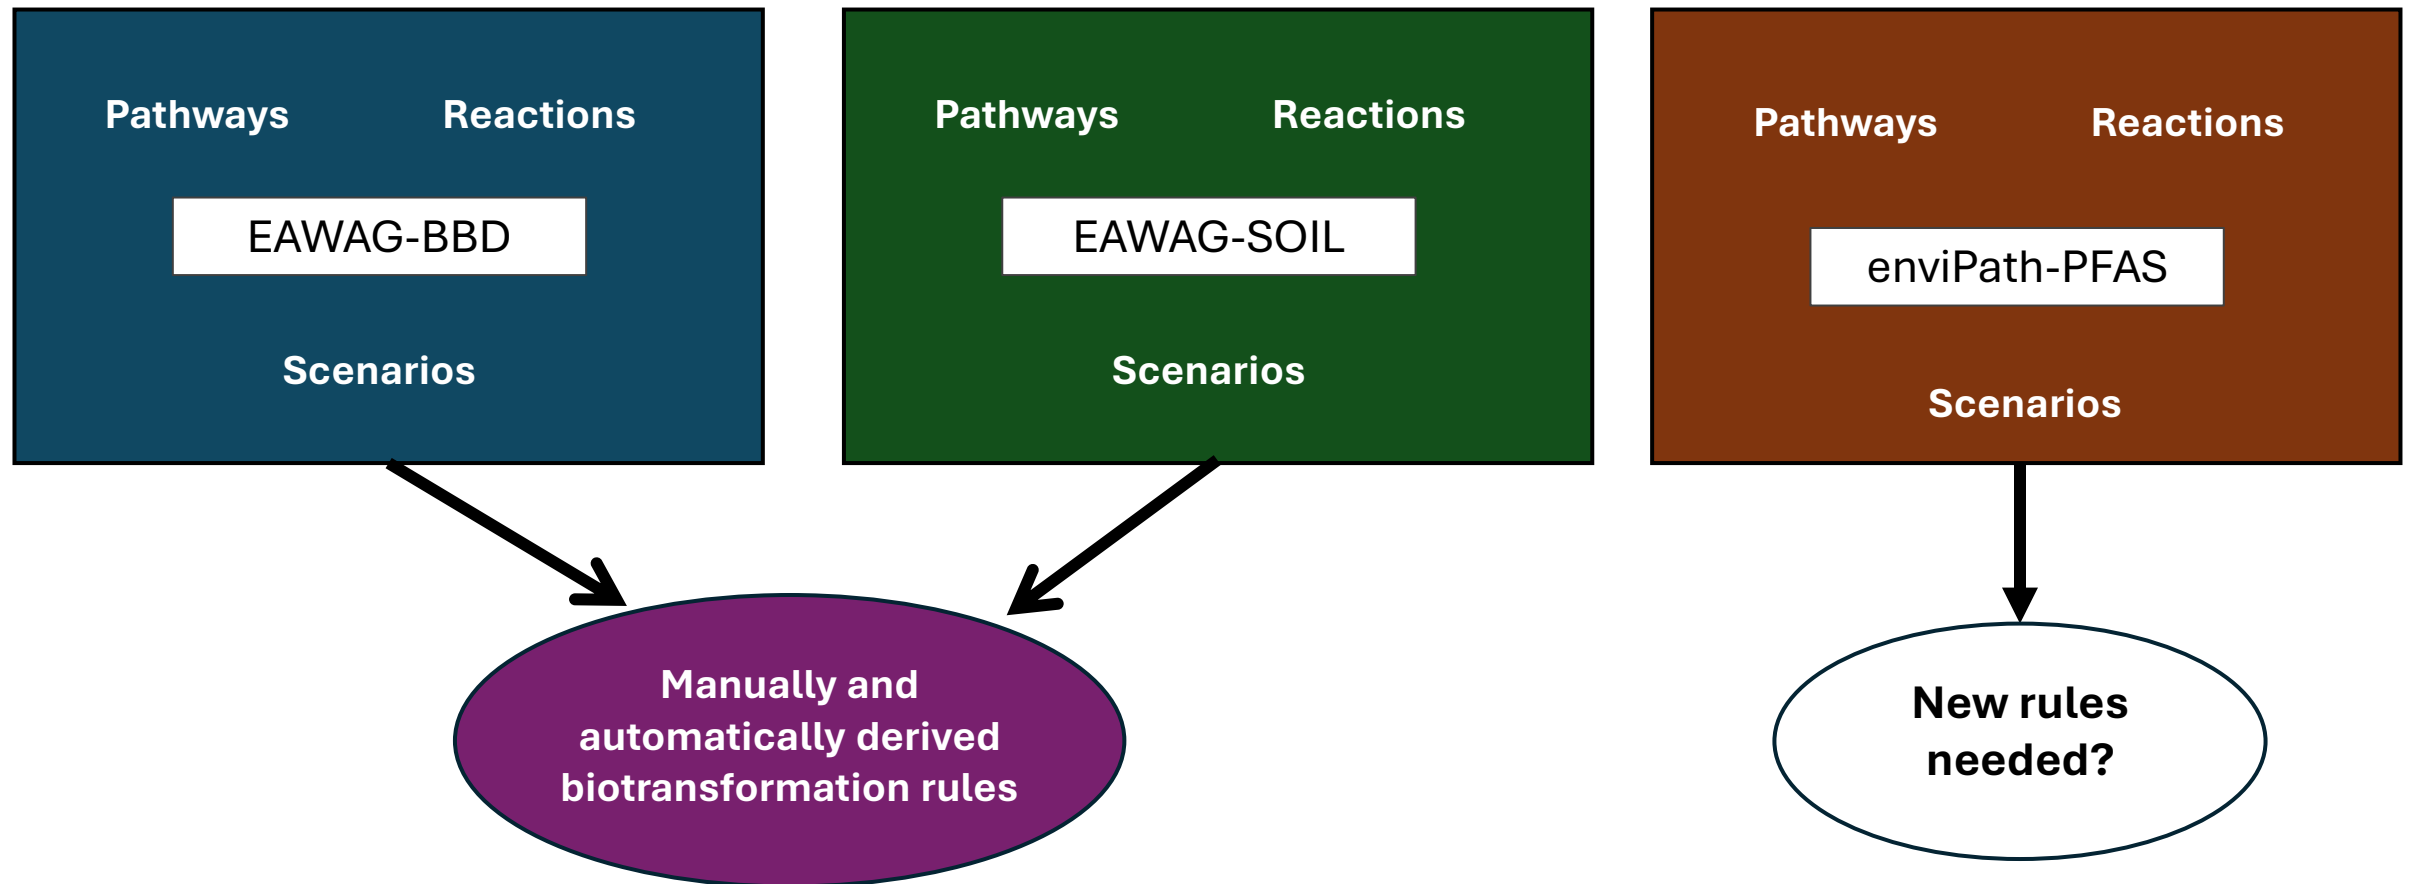 Pathways Reactions
EAWAG-BBD
Scenarios
Pathways Reactions
EAWAG-SOIL
Scenarios
Pathways Reactions
enviPath-PFAS
Scenarios
Manually and
automatically derived
biotransformation rules
New rules
needed?